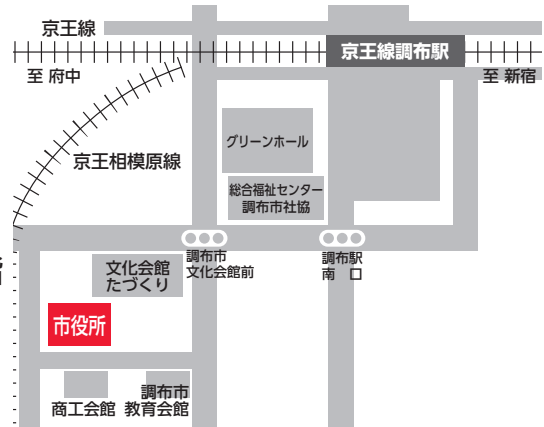 京王線
京王線調布駅
至 府中
至 新宿
京王相模原線
グリーンホール
総合福祉センター
調布市社協
調布市
文化会館前
調布駅
南 口
文化会館
たづくり
市役所
商工会館
調布市
教育会館